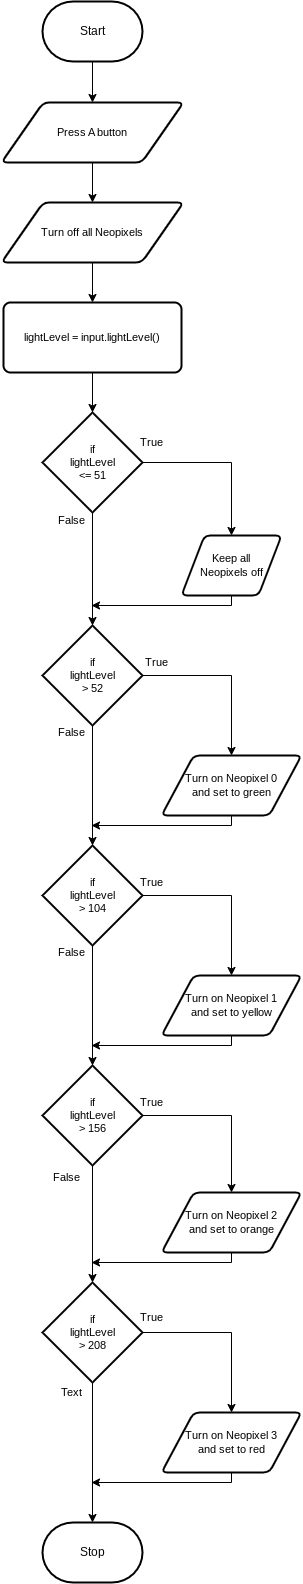 Start
Press A button
Turn off all Neopixels
lightLevel = input.lightLevel()
if
lightLevel
<= 51
True
False
Keep all
Neopixels off
if
lightLevel
> 52
True
False
Turn on Neopixel 0
and set to green
if
lightLevel
> 104
True
False
Turn on Neopixel 1
and set to yellow
if
lightLevel
> 156
True
False
Turn on Neopixel 2
and set to orange
if
lightLevel
> 208
True
Text
Turn on Neopixel 3
and set to red
Stop